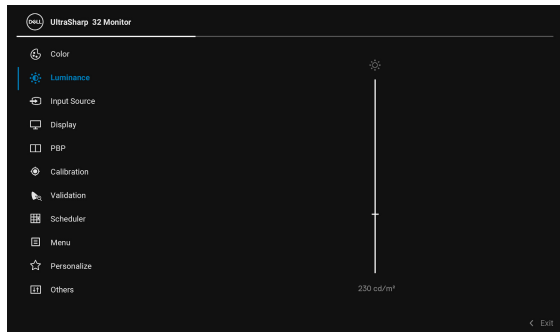 DELL
UltraSharp 32 Monitor
Color
Luminance
Input Source
Display
PBP
Calibration
Validation
Scheduler
Menu
Personalize
Others
230 cd/m²
Exit